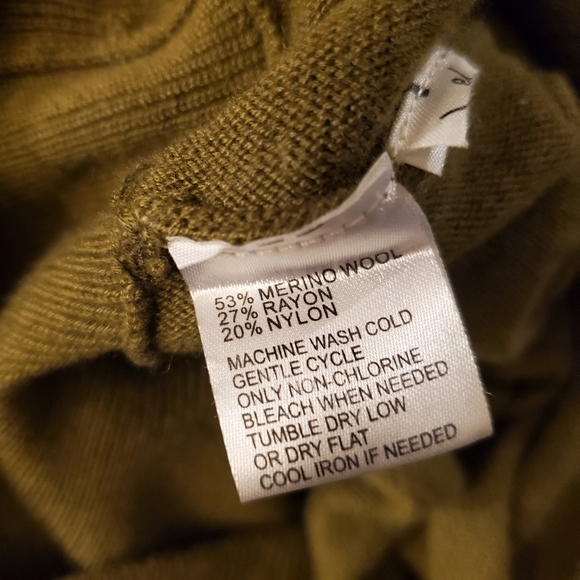 53% MERINO WOOL
27% RAYON
20% NYLON
MACHINE WASH COLD
GENTLE CYCLE
ONLY NON-CHLORINE
BLEACH WHEN NEEDED
TUMBLE DRY LOW
OR DRY FLAT
COOL IRON IF NEEDED